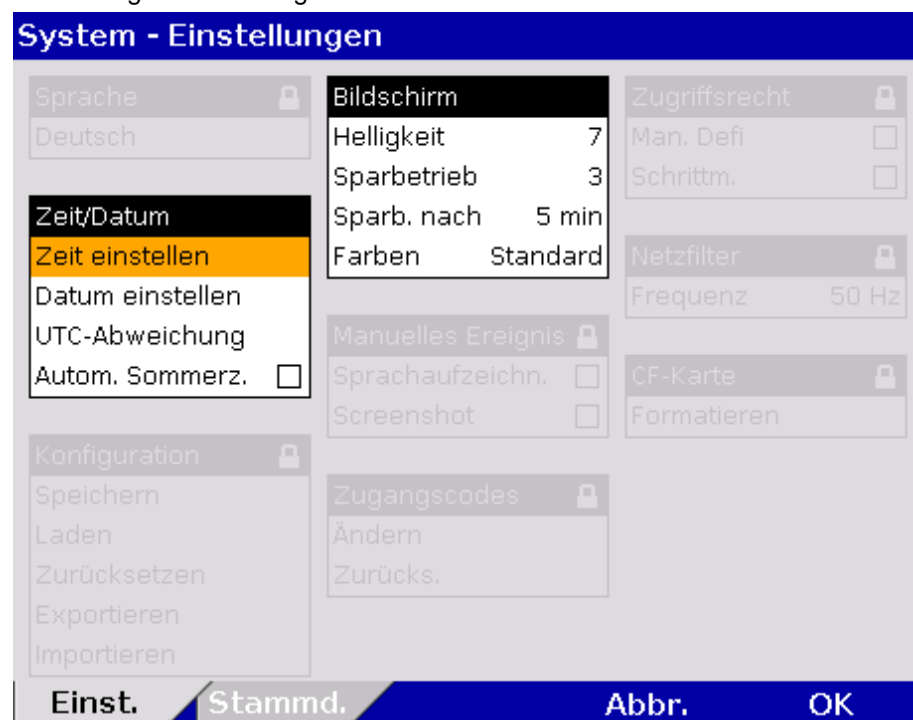 System - Einstellungen
Sprache
Deutsch
Zeit/Datum
Zeit einstellen
Datum einstellen
UTC-Abweichung
Autom. Sommerz.
Konfiguration
Speichern
Laden
Zurücksetzen
Exportieren
Importieren
Bildschirm
Helligkeit 7
Sparbetrieb 3
Sparb. nach 5 min
Farben Standard
Manuelles Ereignis
Sprachaufzeichn.
Screenshot
Zugangscodes
Ändern
Zurücks.
Zugriffsrecht
Man. Defi
Schrittm.
Netzfilter
Frequenz 50 Hz
CF-Karte
Formatieren
Einst. Stammd. Abbr. OK